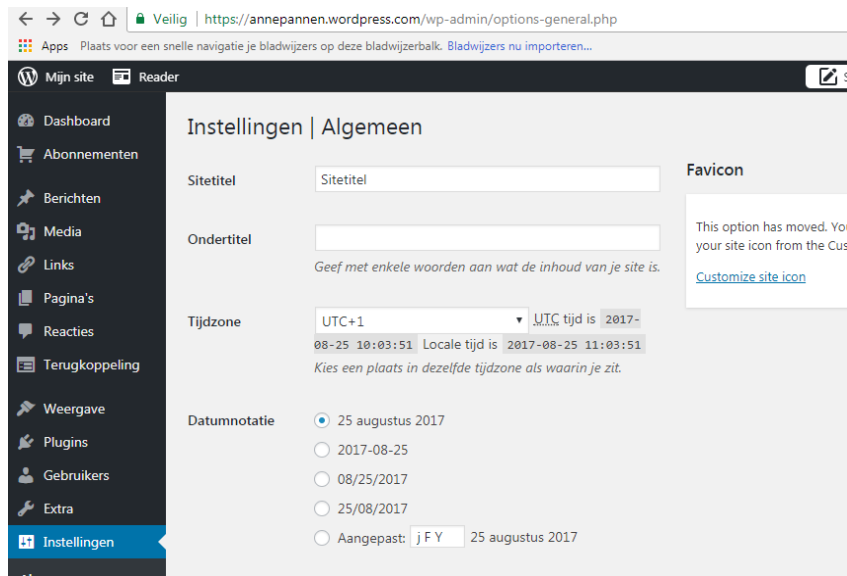 Veilig | https://annepannen.wordpress.com/wp-admin/options-general.php
Apps Plaats voor een snelle navigatie je bladwijzers op deze bladwijzerbalk. Bladwijzers nu importeren...
Mijn site Reader
Dashboard
Abonnementen
Berichten
Media
Links
Pagina's
Reacties
Terugkoppeling
Weergave
Plugins
Gebruikers
Extra
Instellingen
Instellingen | Algemeen
Sitetitel Sitetitel
Ondertitel
Geef met enkele woorden aan wat de inhoud van je site is.
Tijdzone UTC+1 UTC tijd is 2017-
08-25 10:03:51 Locale tijd is 2017-08-25 11:03:51
Kies een plaats in dezelfde tijdzone als waarin je zit.
Datumnotatie 25 augustus 2017
2017-08-25
08/25/2017
25/08/2017
Aangepast: j F Y 25 augustus 2017
Favicon
This option has moved. You
your site icon from the Cus
Customize site icon